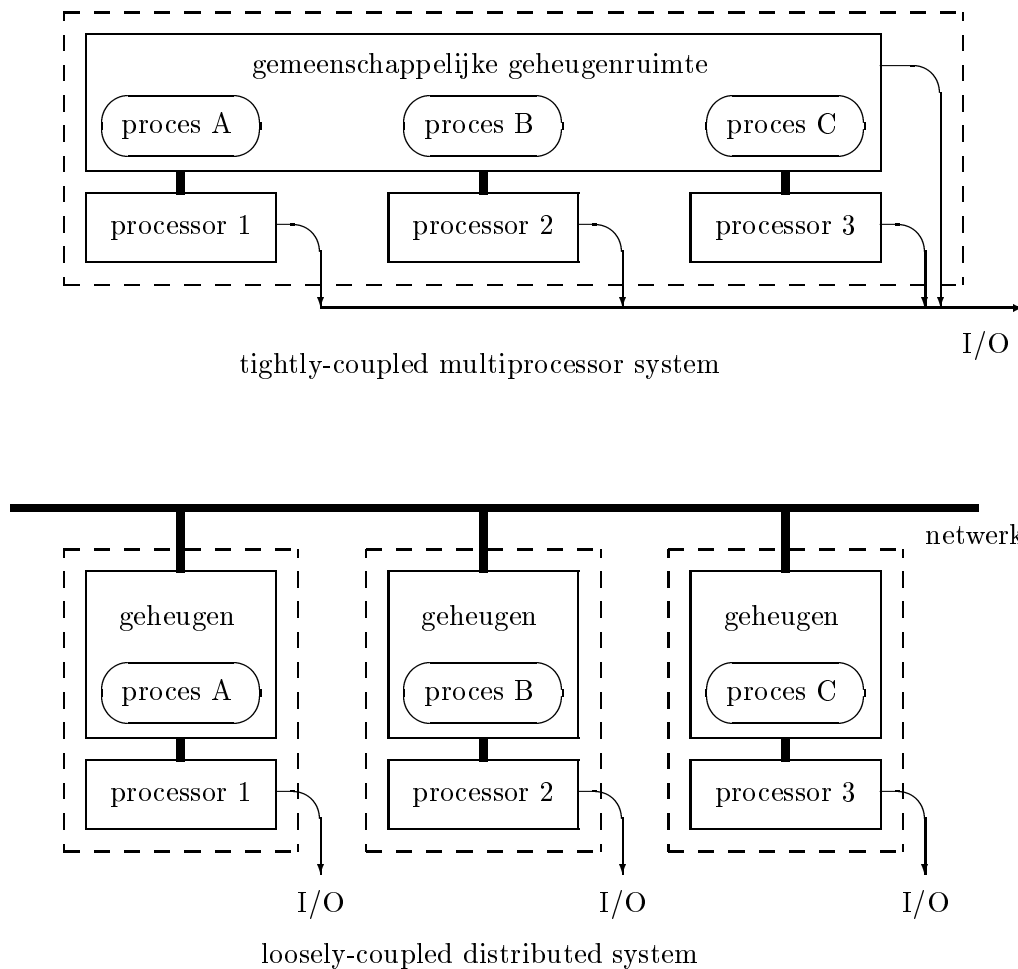 gemeenschappelijke geheugenruimte
proces A proces B proces C
processor 1 processor 2 processor 3
I/O
tightly-coupled multiprocessor system
netwerk
geheugen geheugen geheugen
proces A proces B proces C
processor 1 processor 2 processor 3
I/O I/O I/O
loosely-coupled distributed system